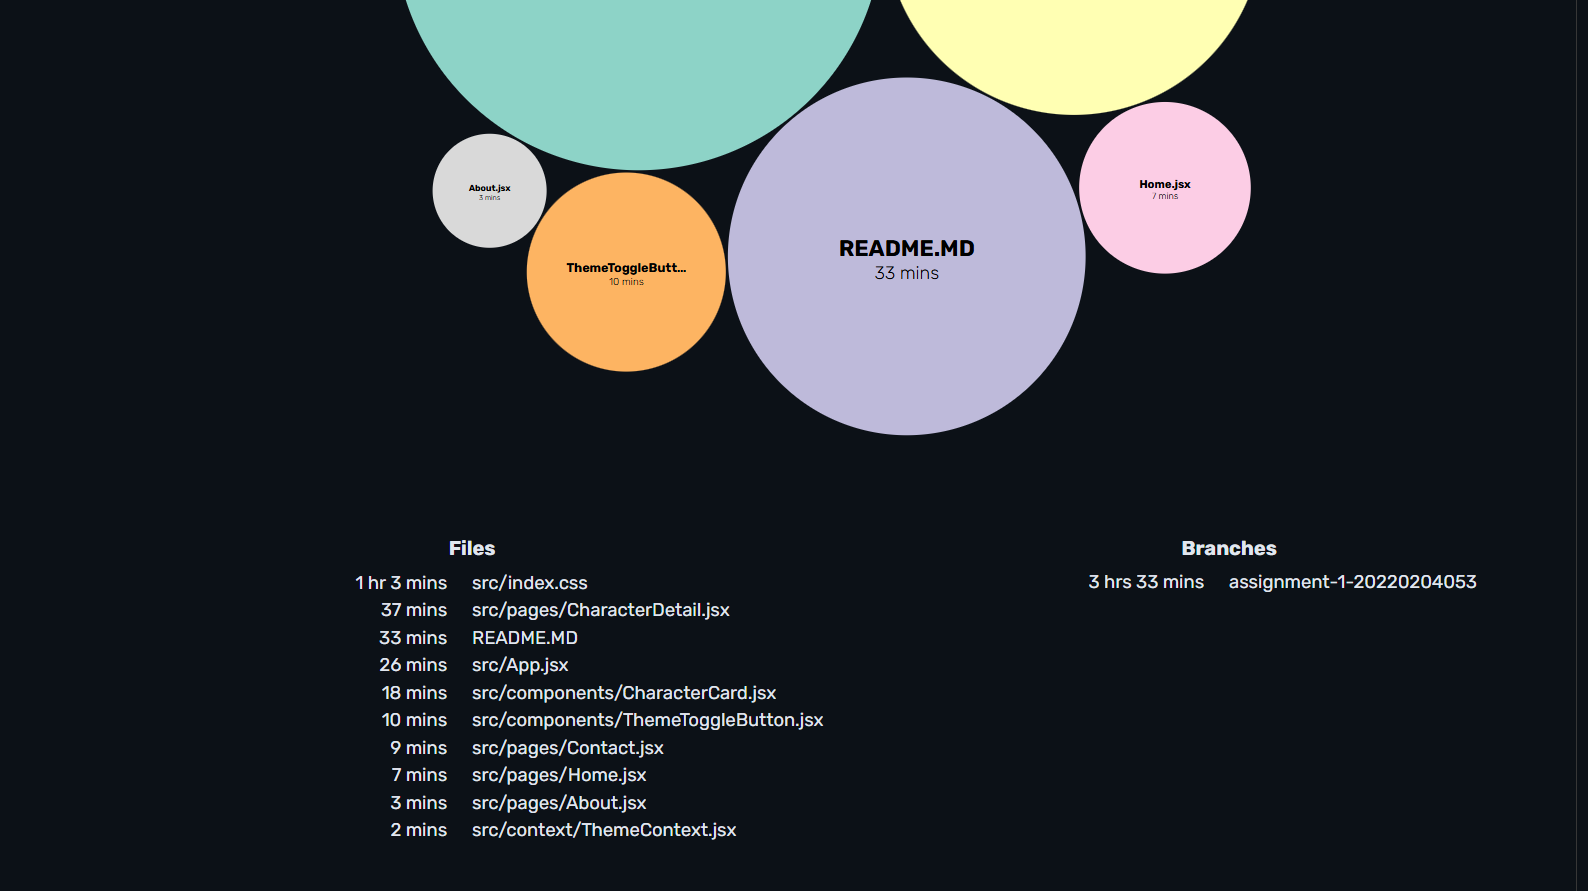 About.jsx
3 mins
Home.jsx
7 mins
README.MD
33 mins
ThemeToggleButt...
10 mins
Files
1 hr 3 mins src/index.css
37 mins src/pages/CharacterDetail.jsx
33 mins README.MD
26 mins src/App.jsx
18 mins src/components/CharacterCard.jsx
10 mins src/components/ThemeToggleButton.jsx
9 mins src/pages/Contact.jsx
7 mins src/pages/Home.jsx
3 mins src/pages/About.jsx
2 mins src/context/ThemeContext.jsx
Branches
3 hrs 33 mins assignment-1-20220204053